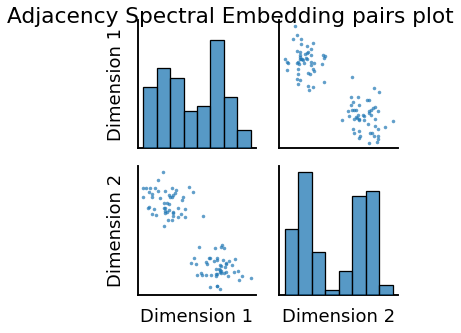 Adjacency Spectral Embedding pairs plot
Dimension 1
Dimension 2
Dimension 1
Dimension 2